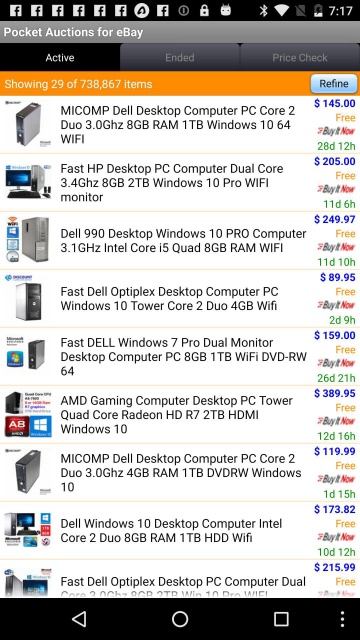 7:17
Pocket Auctions for eBay
Active
Ended
Price Check
Showing 29 of 738,867 items
Refine
MICOMP Dell Desktop Computer PC Core 2
Duo 3.0Ghz 8GB RAM 1TB Windows 10 64
WIFI
$ 145.00
Free
Buy It Now
28d 12h
Fast HP Desktop PC Computer Dual Core
3.4Ghz 8GB 2TB Windows 10 Pro WIFI
monitor
$ 205.00
Free
Buy It Now
11d 6h
Dell 990 Desktop Windows 10 PRO Computer
3.1GHz Intel Core i5 Quad 8GB RAM WIFI
$ 249.97
Free
Buy It Now
11d 10h
Fast Dell Optiplex Desktop Computer PC
Windows 10 Tower Core 2 Duo 4GB Wifi
$ 89.95
Free
Buy It Now
2d 9h
Fast DELL Windows 7 Pro Dual Monitor
Desktop Computer PC 8GB 1TB WiFi DVD-RW
64
$ 159.00
Free
Buy It Now
26d 21h
AMD Gaming Computer Desktop PC Tower
Quad Core Radeon HD R7 2TB HDMI
Windows 10
$ 389.95
Free
Buy It Now
12d 16h
MICOMP Dell Desktop Computer PC Core 2
Duo 3.0Ghz 4GB RAM 1TB DVDRW Windows
10
$ 119.99
Free
Buy It Now
1d 15h
Dell Windows 10 Desktop Computer Intel
Core 2 Duo 8GB RAM 1TB HDD Wifi
$ 173.82
Free
Buy It Now
10d 12h
Fast Dell Optiplex Desktop Computer Dual
Core 3.0Ghz 8GB 2TB Win 10 Pro WIFI
$ 215.99
Free